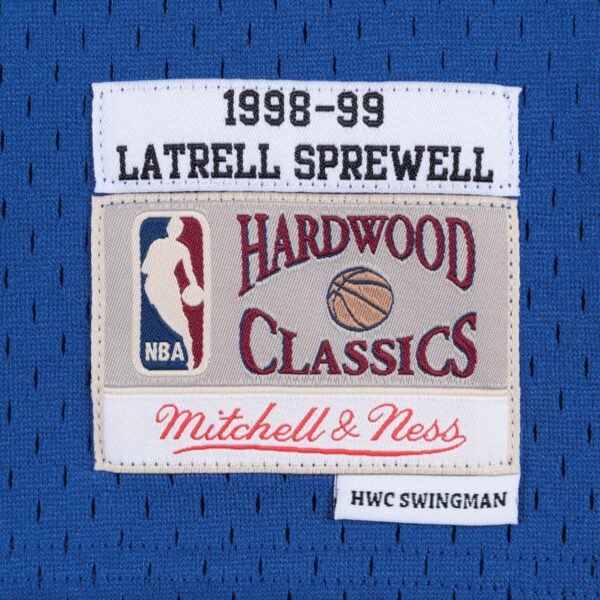 1998-99
LATRELL SPREWELL
HARDWOOD
NBA
CLASSICS
Mitchell & Ness
HWC SWINGMAN